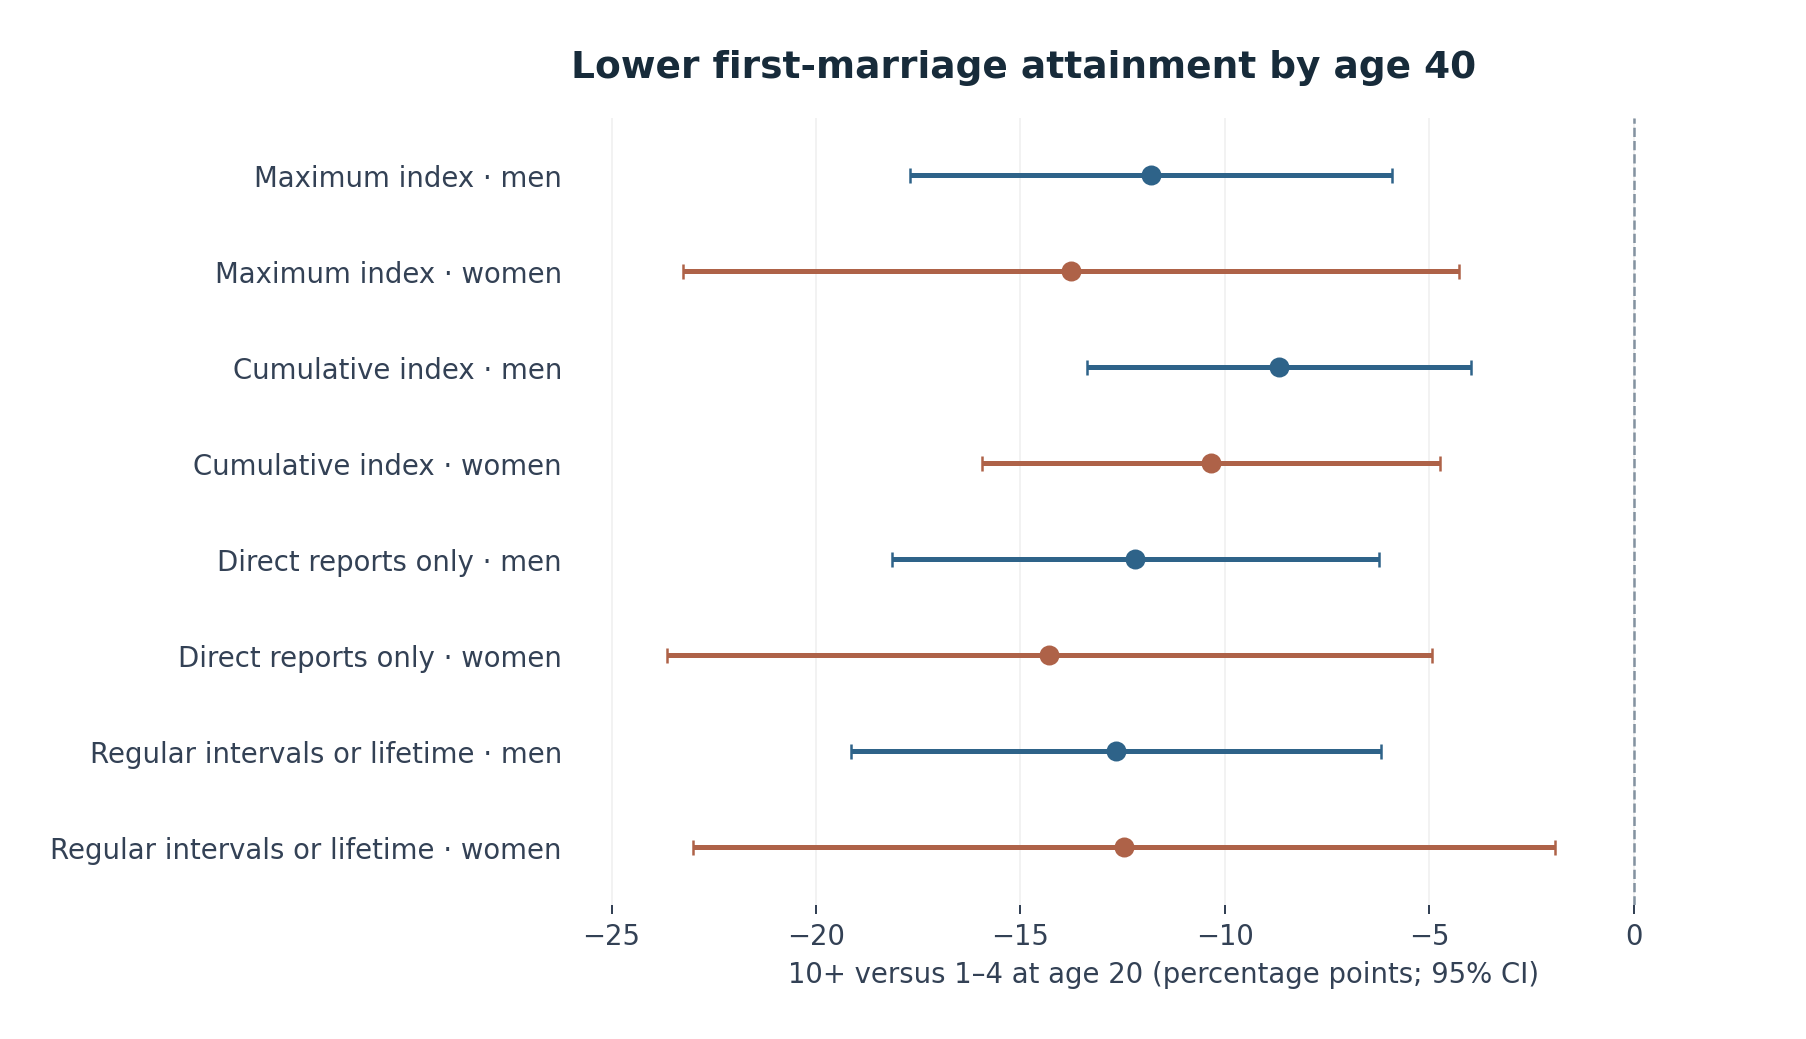 Lower first-marriage attainment by age 40
Maximum index · men
Maximum index · women
Cumulative index · men
Cumulative index · women
Direct reports only · men
Direct reports only · women
Regular intervals or lifetime · men
Regular intervals or lifetime · women
−25 −20 −15 −10 −5 0
10+ versus 1–4 at age 20 (percentage points; 95% CI)